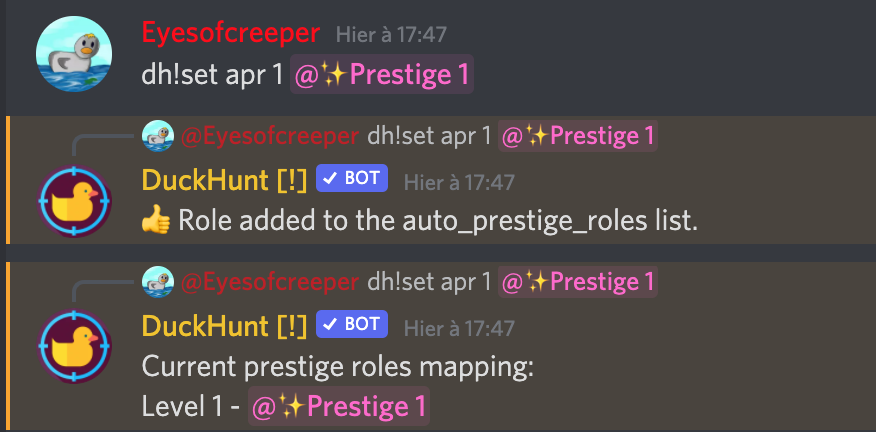 Eyesofcreeper Hier à 17:47
dh!set apr 1 @✨Prestige 1
@Eyesofcreeper dh!set apr 1 @✨Prestige 1
DuckHunt [!] ✓ BOT Hier à 17:47
👍 Role added to the auto_prestige_roles list.
@Eyesofcreeper dh!set apr 1 @✨Prestige 1
DuckHunt [!] ✓ BOT Hier à 17:47
Current prestige roles mapping:
Level 1 - @✨Prestige 1